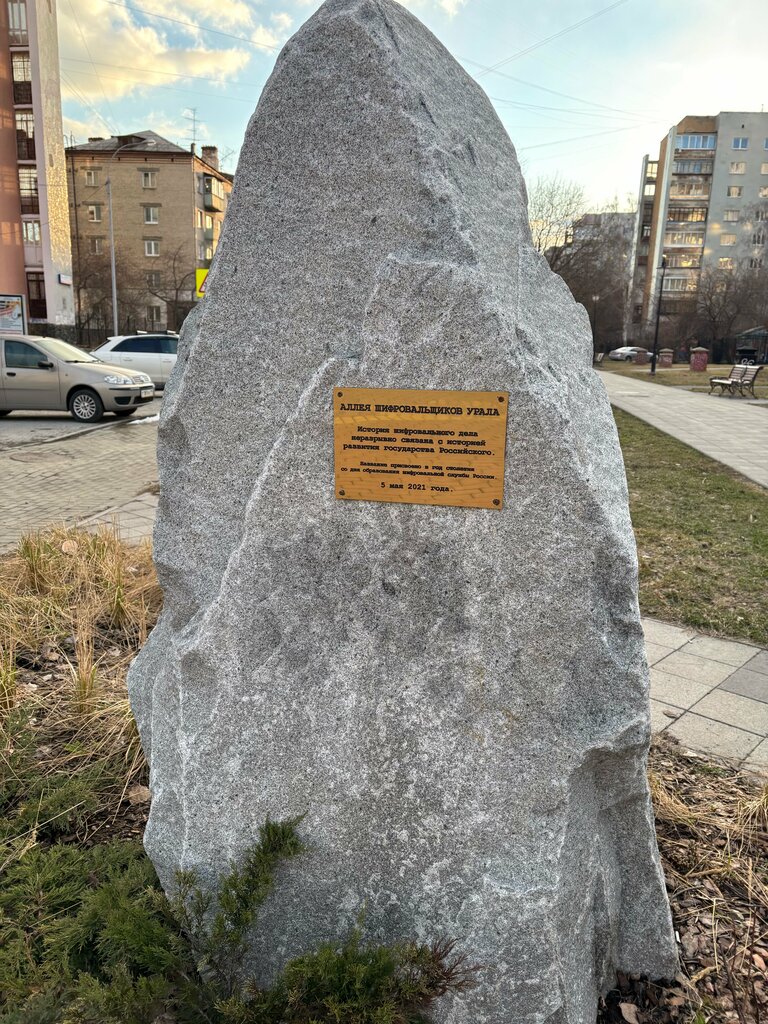 АЛЛЕЯ ШИФРОВАЛЬЩИКОВ УРАЛА
История шифровального дела
неразрывно связана с историей
развития государства Российского.
Название присвоено в год столетия
со дня образования шифровальной службы России.
5 мая 2021 года.